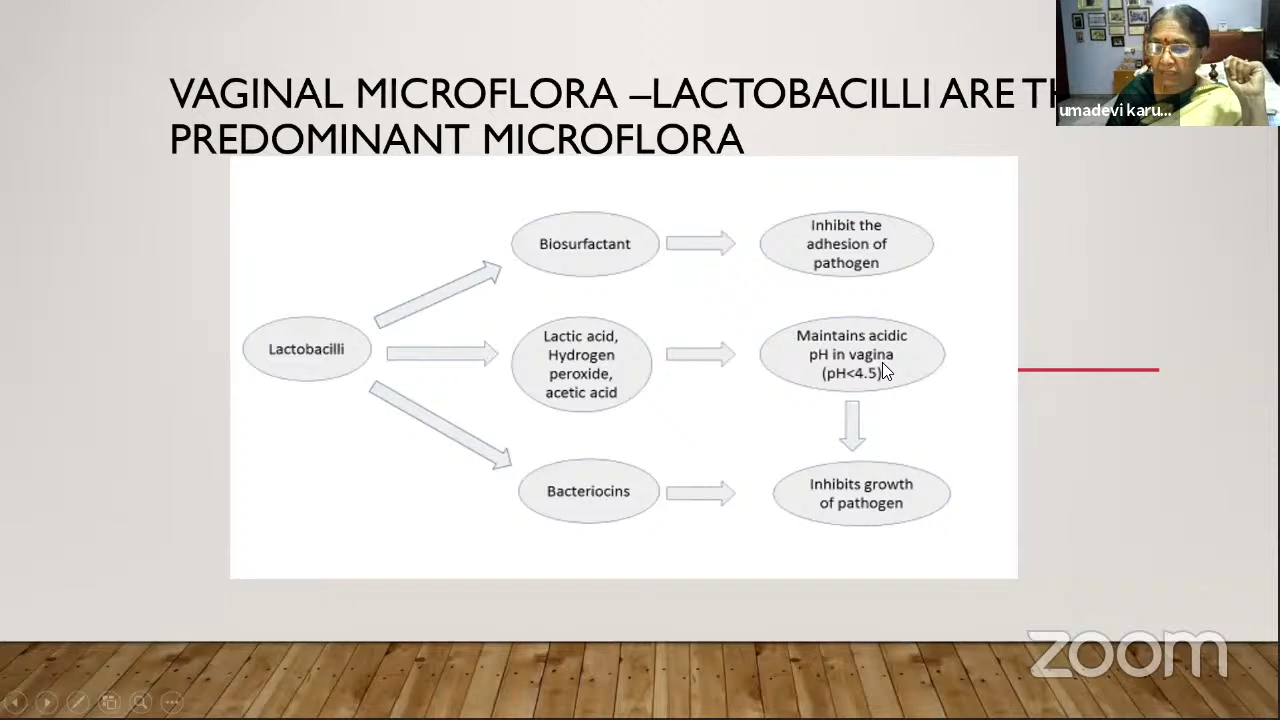 VAGINAL MICROFLORA –LACTOBACILLI ARE
PREDOMINANT MICROFLORA
umadevi karu...
Biosurfactant
Inhibit the
adhesion of
pathogen
Lactobacilli
Lactic acid,
Hydrogen
peroxide,
acetic acid
Maintains acidic
pH in vagina
(pH<4.5)
Bacteriocins
Inhibits growth
of pathogen
zoom